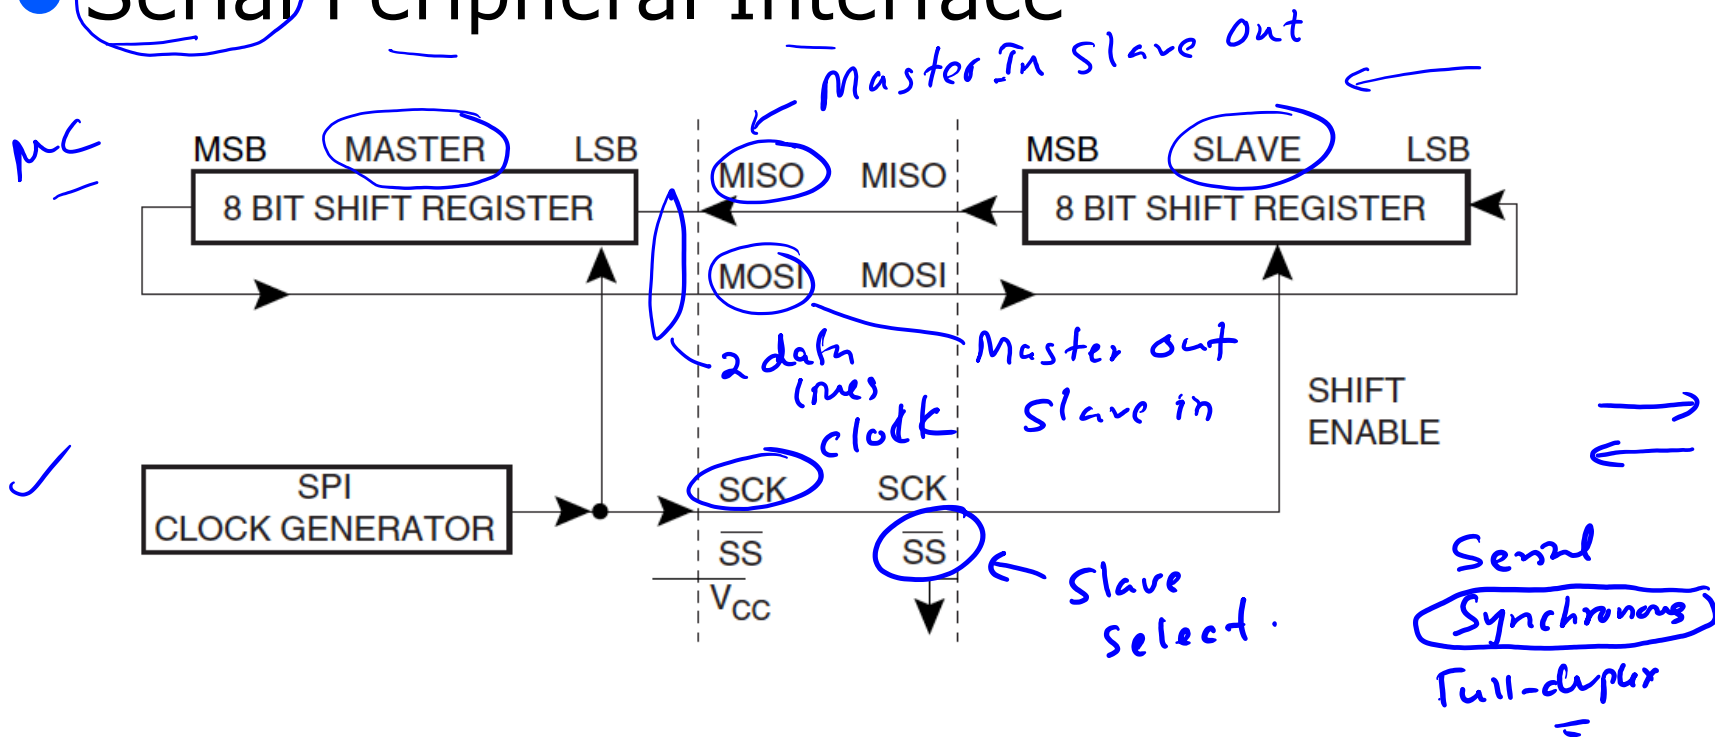 Serial Peripheral Interface
Master In Slave Out
μC
MSB MASTER LSB
MISO MISO
MSB SLAVE LSB
8 BIT SHIFT REGISTER
8 BIT SHIFT REGISTER
MOSI MOSI
2 data lines
Master out
Slave in
clock
SHIFT
ENABLE
SPI
CLOCK GENERATOR
SCK SCK
SS SS
VCC
Slave
select.
Serial
Synchronous
Full-duplex